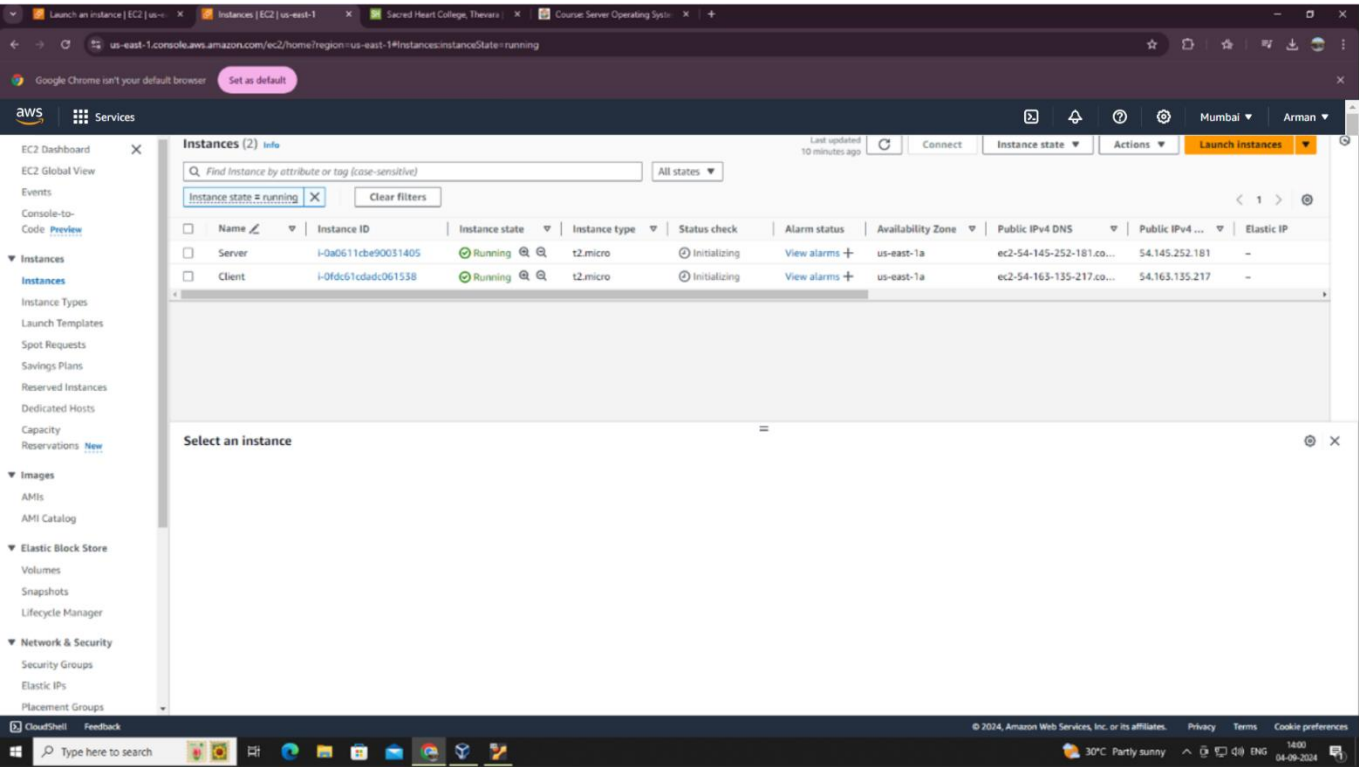 Launch an instance | EC2 | us-e
Instances | EC2 | us-east-1
Sacred Heart College, Thevara |
Course: Server Operating Syste
us-east-1.console.aws.amazon.com/ec2/home?region=us-east-1#Instances:instanceState=running
Google Chrome isn't your default browser Set as default
aws Services Mumbai Arman
EC2 Dashboard
EC2 Global View
Events
Console-to-
Code Preview
Instances
Instances
Instance Types
Launch Templates
Spot Requests
Savings Plans
Reserved Instances
Dedicated Hosts
Capacity
Reservations New
Images
AMIs
AMI Catalog
Elastic Block Store
Volumes
Snapshots
Lifecycle Manager
Network & Security
Security Groups
Elastic IPs
Placement Groups
Instances (2) Info
Last updated
10 minutes ago
Connect Instance state Actions Launch instances
Find Instance by attribute or tag (case-sensitive) All states
Instance state = running Clear filters
1
Name Instance ID Instance state Instance type Status check Alarm status Availability Zone Public IPv4 DNS Public IPv4 ... Elastic IP
Server i-0a0611cbe90031405 Running t2.micro Initializing View alarms + us-east-1a ec2-54-145-252-181.co... 54.145.252.181 –
Client i-0fdc61cdadc061538 Running t2.micro Initializing View alarms + us-east-1a ec2-54-163-135-217.co... 54.163.135.217 –
Select an instance
CloudShell Feedback © 2024, Amazon Web Services, Inc. or its affiliates. Privacy Terms Cookie preferences
Type here to search 30°C Partly sunny ENG 14:00
04-09-2024